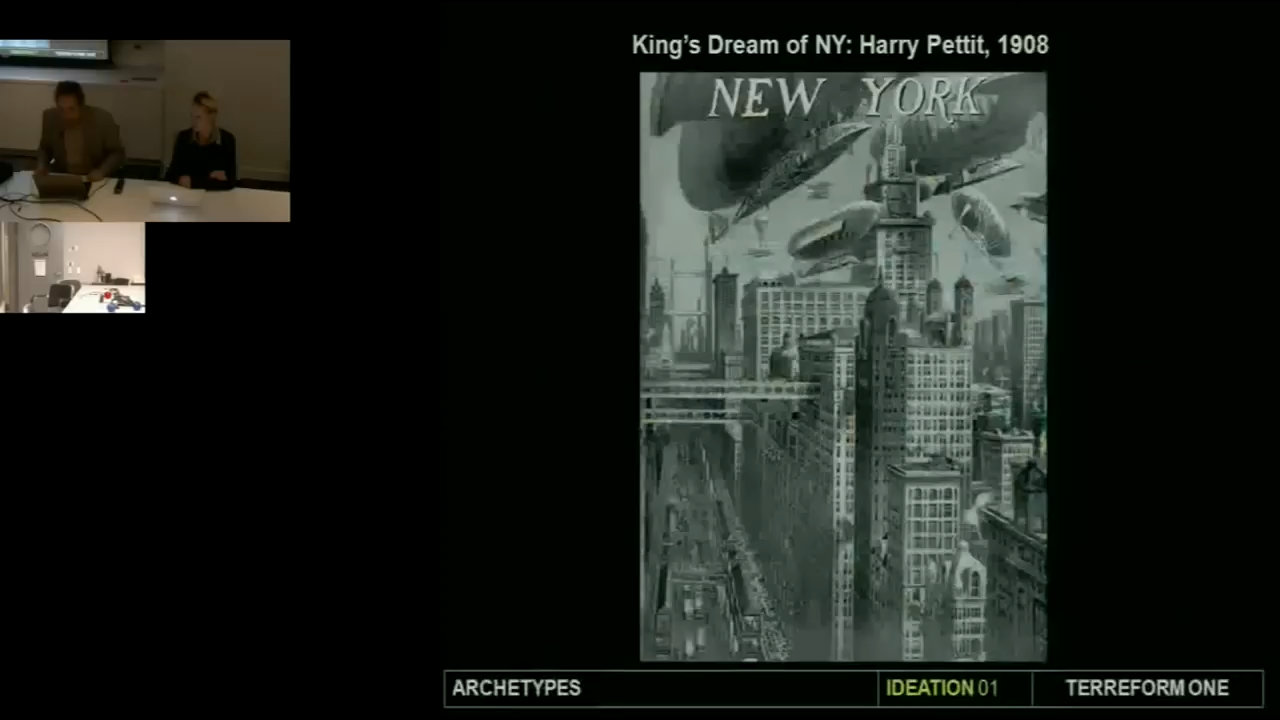 King's Dream of NY: Harry Pettit, 1908
NEW YORK
ARCHETYPES
IDEATION 01
TERREFORM ONE